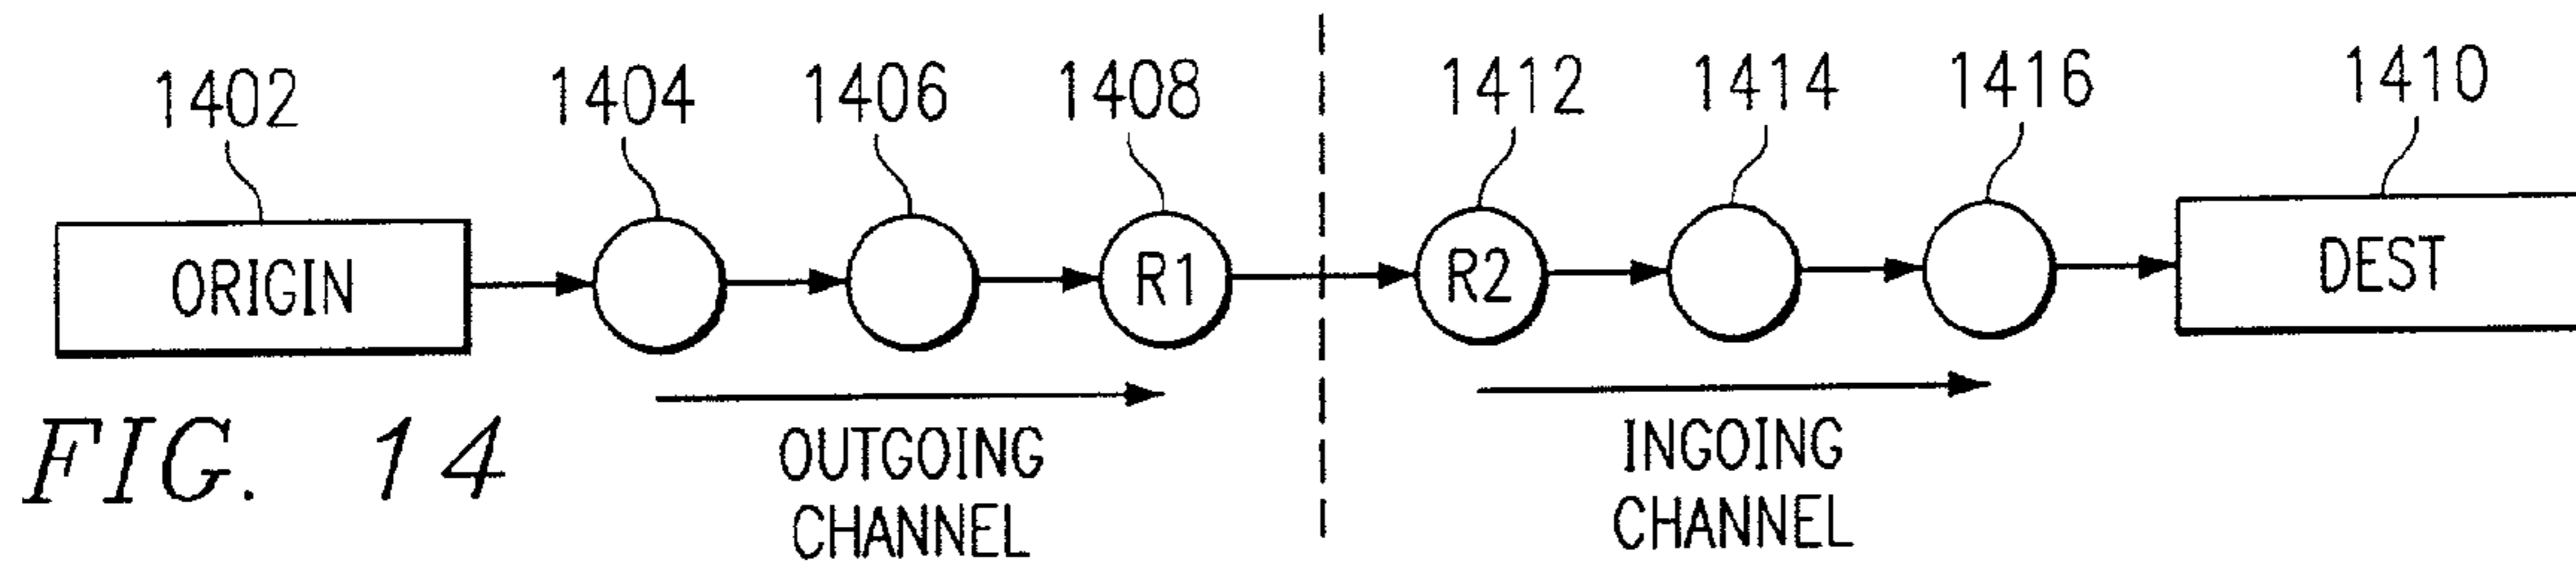 1402 1404 1406 1408 1412 1414 1416 1410
ORIGIN R1 R2 DEST
OUTGOING
CHANNEL
INGOING
CHANNEL
FIG. 14